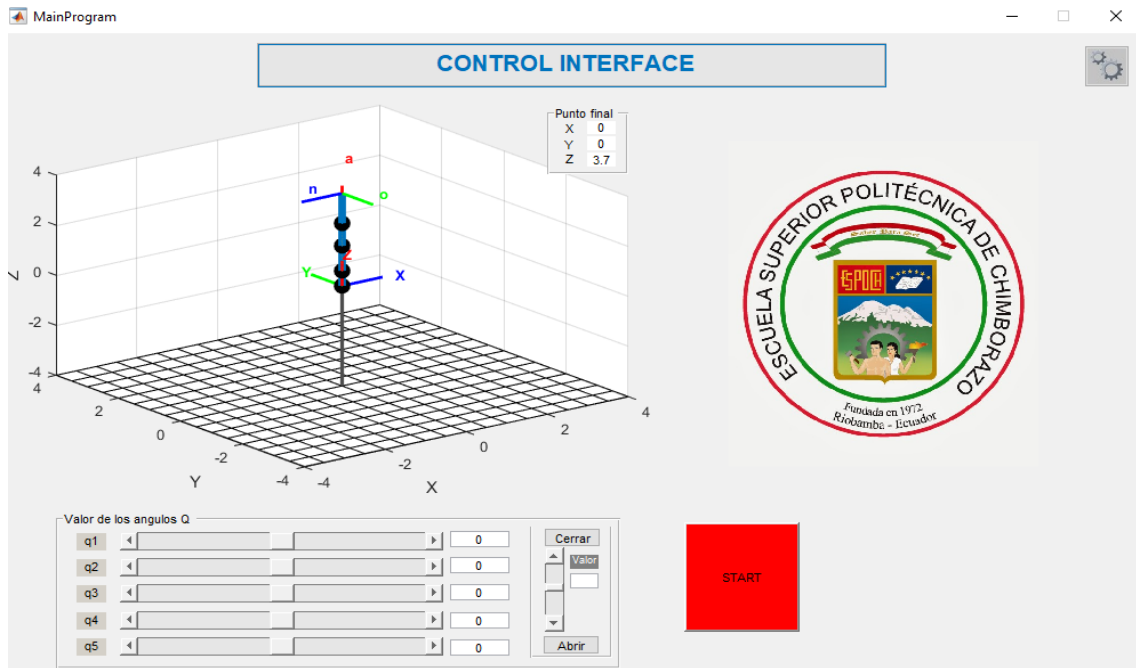 MainProgram
CONTROL INTERFACE
Punto final
X 0
Y 0
Z 3.7
a
n
o
Z
Y
X
4
2
0
-2
-4
Z
4
2
0
-2
-4
Y
-4
-2
0
2
4
X
ESCUELA SUPERIOR POLITÉCNICA DE CHIMBORAZO
ESPOCH
Fundada en 1972
Riobamba - Ecuador
Valor de los angulos Q
q1 0
q2 0
q3 0
q4 0
q5 0
Cerrar
Valor
Abrir
START